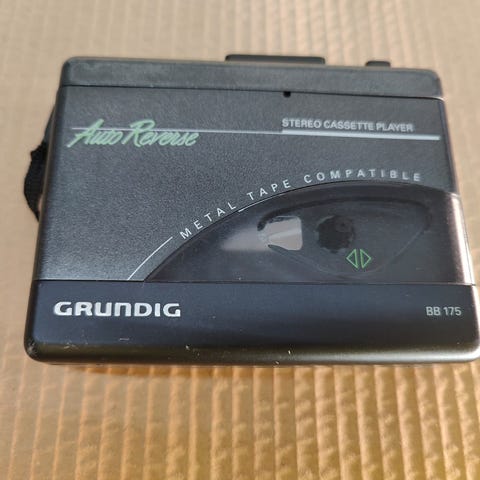 Auto Reverse
STEREO CASSETTE PLAYER
METAL TAPE COMPATIBLE
GRUNDIG
BB 175